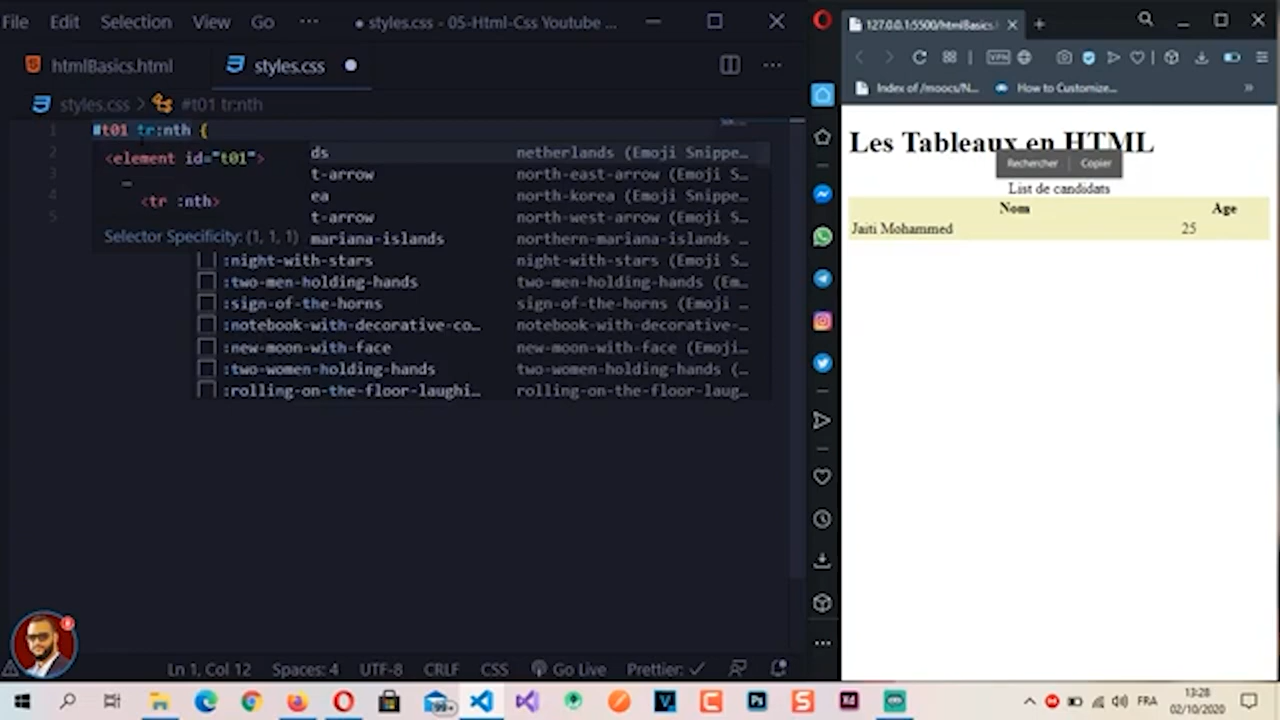 File Edit Selection View Go ··· ● styles.css - 05-Html-Css Youtube ...
htmlBasics.html styles.css ●
styles.css > #t01 tr:nth
1 #t01 tr:nth {
2
3
4
5
<element id="t01">
<tr :nth>
Selector Specificity: (1, 1, 1)
ds netherlands (Emoji Snippe…
t-arrow north-east-arrow (Emoji S…
ea north-korea (Emoji Snippe…
t-arrow north-west-arrow (Emoji S…
mariana-islands northern-mariana-islands …
:night-with-stars night-with-stars (Emoji S…
:two-men-holding-hands two-men-holding-hands (Em…
:sign-of-the-horns sign-of-the-horns (Emoji …
:notebook-with-decorative-co… notebook-with-decorative-…
:new-moon-with-face new-moon-with-face (Emoji…
:two-women-holding-hands two-women-holding-hands (…
:rolling-on-the-floor-laughi… rolling-on-the-floor-laug…
Ln 1, Col 12 Spaces: 4 UTF-8 CRLF CSS Go Live Prettier: ✓
127.0.0.1:5500/htmlBasics.
VPN
Index of /moocs/N... How to Customize... »
Les Tableaux en HTML
Rechercher Copier
List de candidats
Nom Age
Jaiti Mohammed 25
99+ Ps S Xd FRA 13:28
02/10/2020